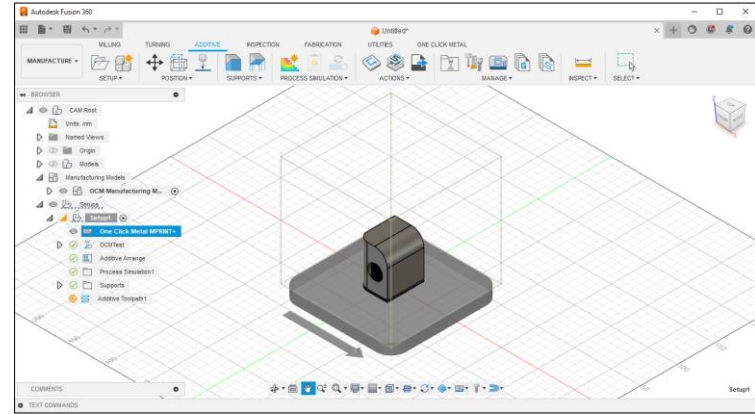 Autodesk Fusion 360
Untitled*
MILLING TURNING ADDITIVE INSPECTION FABRICATION UTILITIES ONE CLICK METAL
MANUFACTURE
SETUP POSITION SUPPORTS PROCESS SIMULATION ACTIONS MANAGE INSPECT SELECT
BROWSER
CAM Root
Units: mm
Named Views
Origin
Models
Manufacturing Models
OCM Manufacturing M...
Setups
Setup1
One Click Metal MPRINT+
OCMTest
Additive Arrange
Process Simulation1
Supports
Additive Toolpath1
COMMENTS
Setup1
TEXT COMMANDS